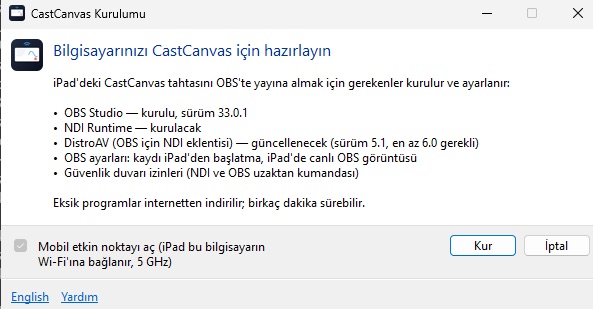 CastCanvas Kurulumu
Bilgisayarınızı CastCanvas için hazırlayın
iPad'deki CastCanvas tahtasını OBS'te yayına almak için gerekenler kurulur ve ayarlanır:
• OBS Studio — kurulu, sürüm 33.0.1
• NDI Runtime — kurulacak
• DistroAV (OBS için NDI eklentisi) — güncellenecek (sürüm 5.1, en az 6.0 gerekli)
• OBS ayarları: kaydı iPad'den başlatma, iPad'de canlı OBS görüntüsü
• Güvenlik duvarı izinleri (NDI ve OBS uzaktan kumandası)
Eksik programlar internetten indirilir; birkaç dakika sürebilir.
Mobil etkin noktayı aç (iPad bu bilgisayarın
Wi-Fi'ına bağlanır, 5 GHz)
Kur
İptal
English
Yardım